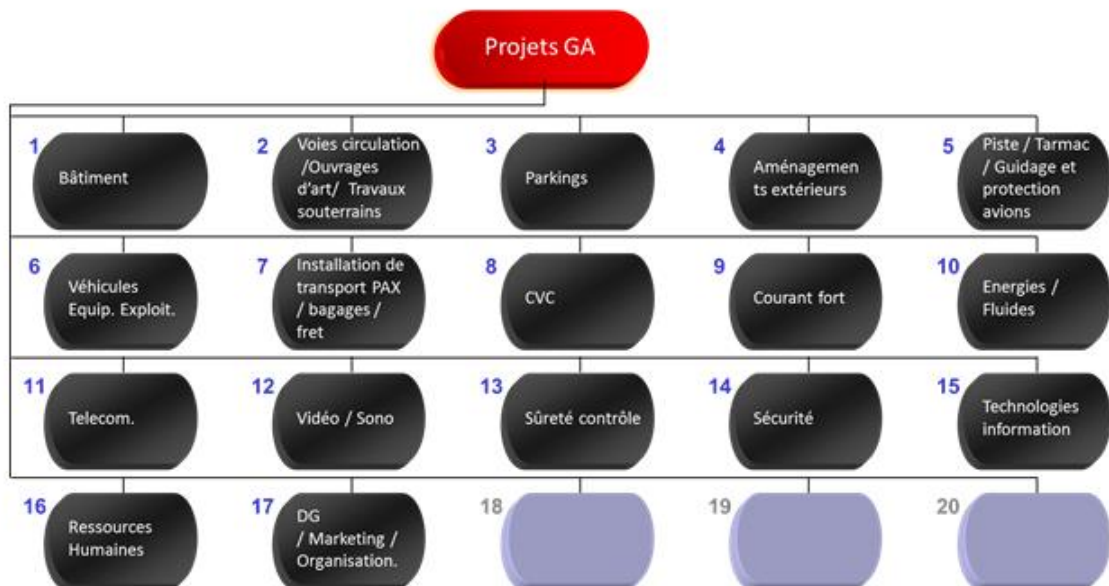 Projets GA
1
Bâtiment
2
Voies circulation
/Ouvrages
d'art/ Travaux
souterrains
3
Parkings
4
Aménagemen
ts extérieurs
5
Piste / Tarmac
/ Guidage et
protection
avions
6
Véhicules
Equip. Exploit.
7
Installation de
transport PAX
/ bagages /
fret
8
CVC
9
Courant fort
10
Energies /
Fluides
11
Telecom.
12
Vidéo / Sono
13
Sûreté contrôle
14
Sécurité
15
Technologies
information
16
Ressources
Humaines
17
DG
/ Marketing /
Organisation.
18
19
20